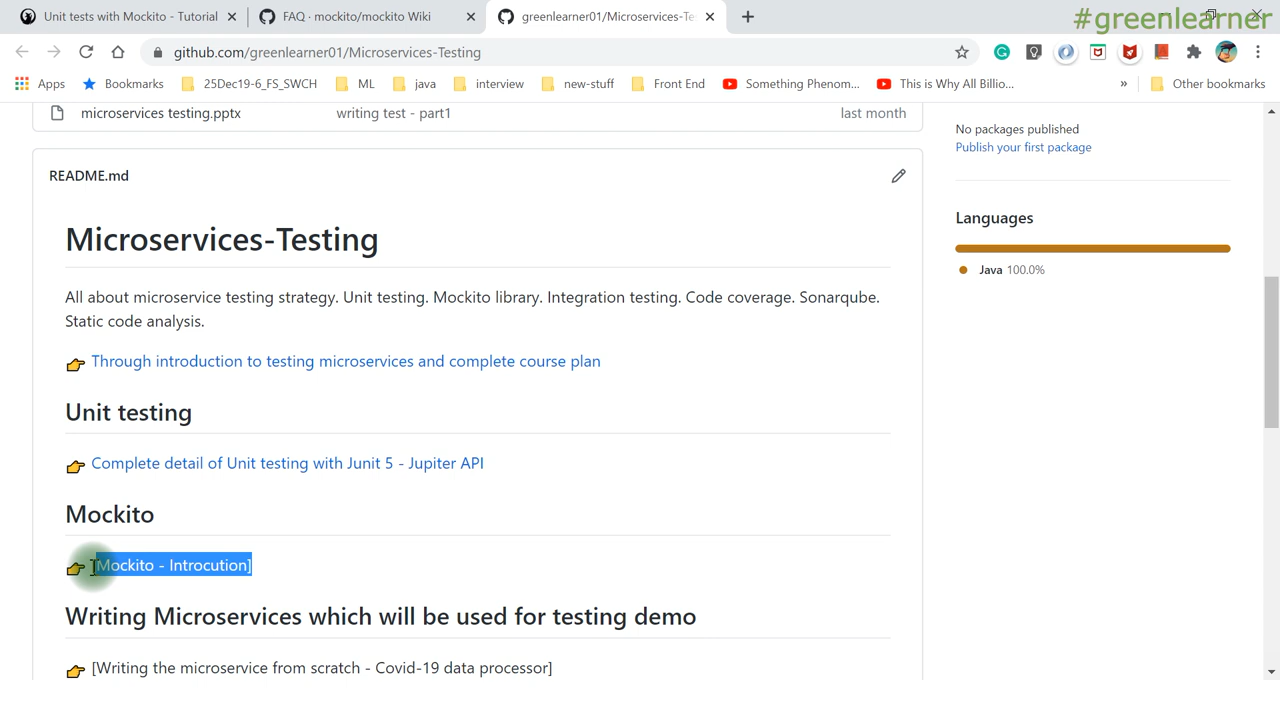 Unit tests with Mockito - Tutorial
FAQ · mockito/mockito Wiki
greenlearner01/Microservices-Te
#greenlearner
github.com/greenlearner01/Microservices-Testing
Apps
Bookmarks
25Dec19-6_FS_SWCH
ML
java
interview
new-stuff
Front End
Something Phenom...
This is Why All Billio...
»
Other bookmarks
microservices testing.pptx
writing test - part1
last month
No packages published
Publish your first package
README.md
Languages
Java 100.0%
Microservices-Testing
All about microservice testing strategy. Unit testing. Mockito library. Integration testing. Code coverage. Sonarqube.
Static code analysis.
Through introduction to testing microservices and complete course plan
Unit testing
Complete detail of Unit testing with Junit 5 - Jupiter API
Mockito
[Mockito - Introcution]
Writing Microservices which will be used for testing demo
[Writing the microservice from scratch - Covid-19 data processor]